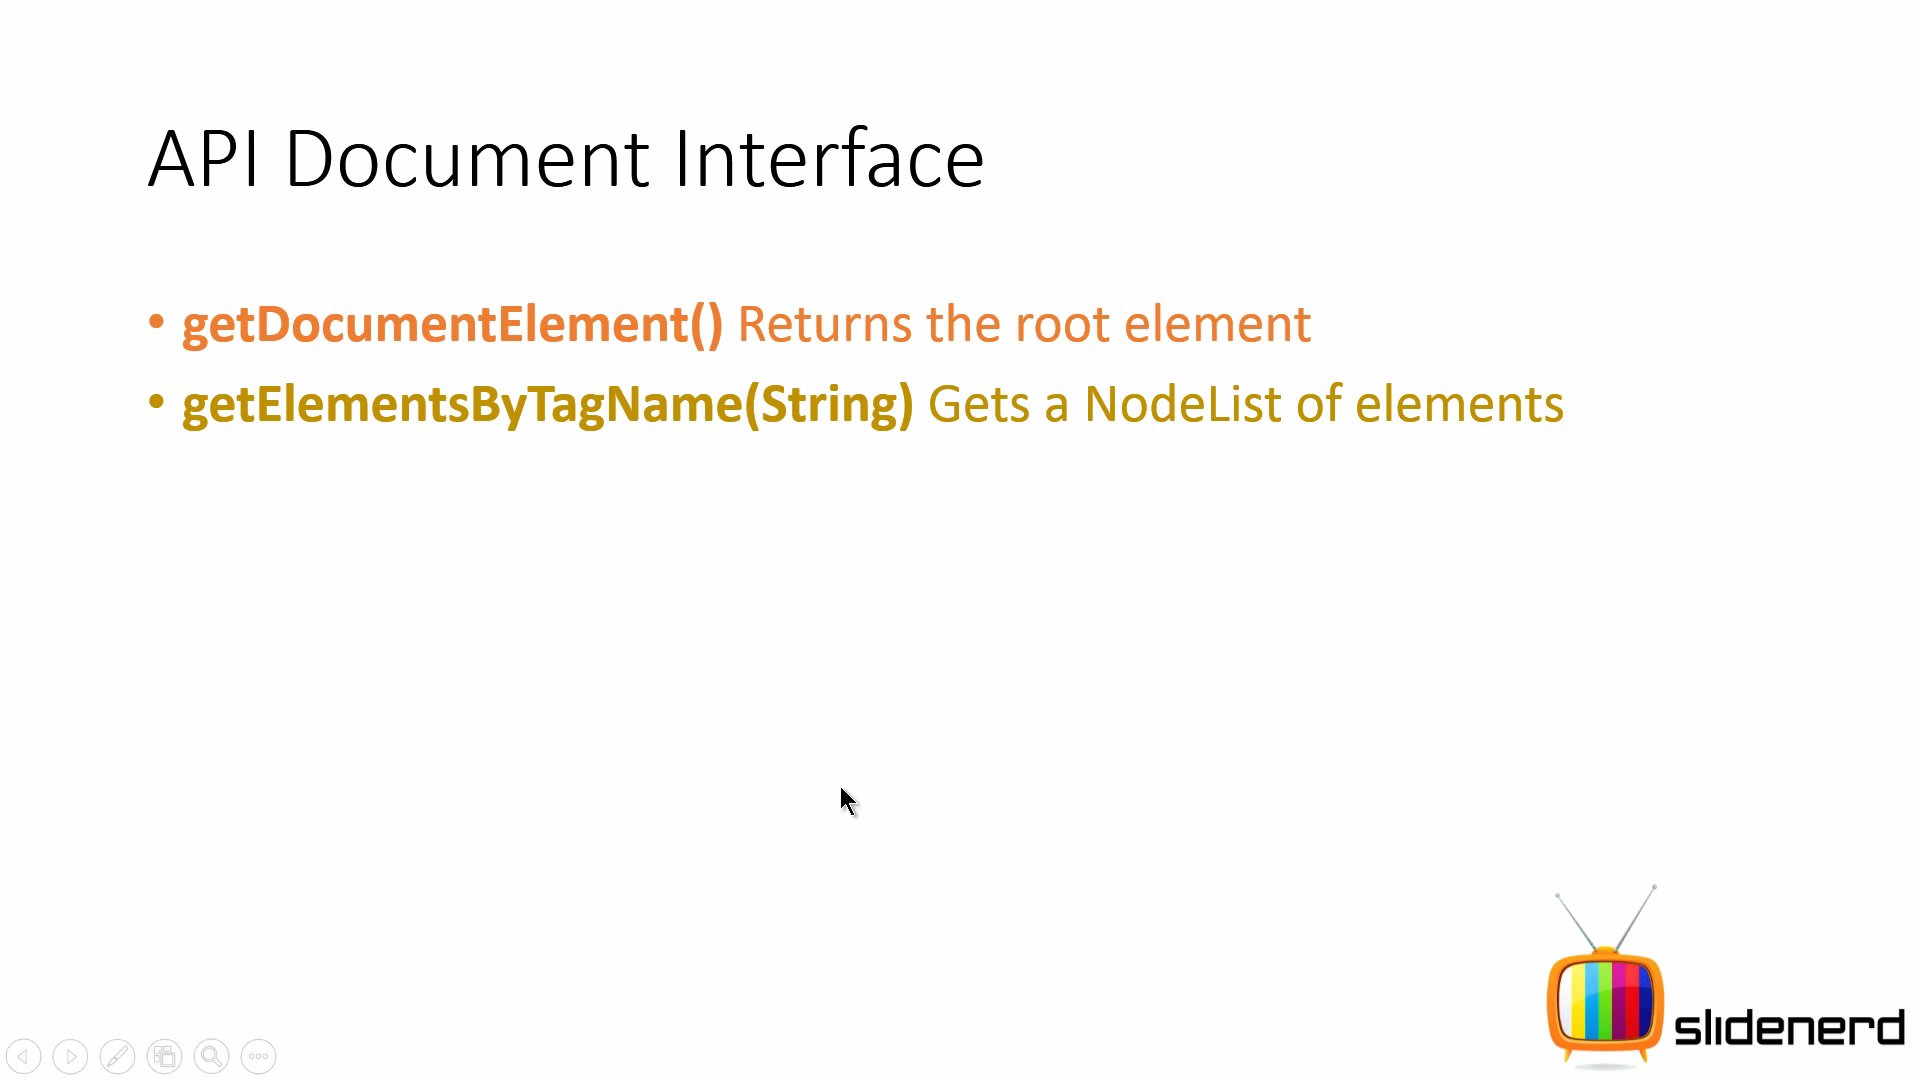 API Document Interface
• getDocumentElement() Returns the root element
• getElementsByTagName(String) Gets a NodeList of elements
slidenerd